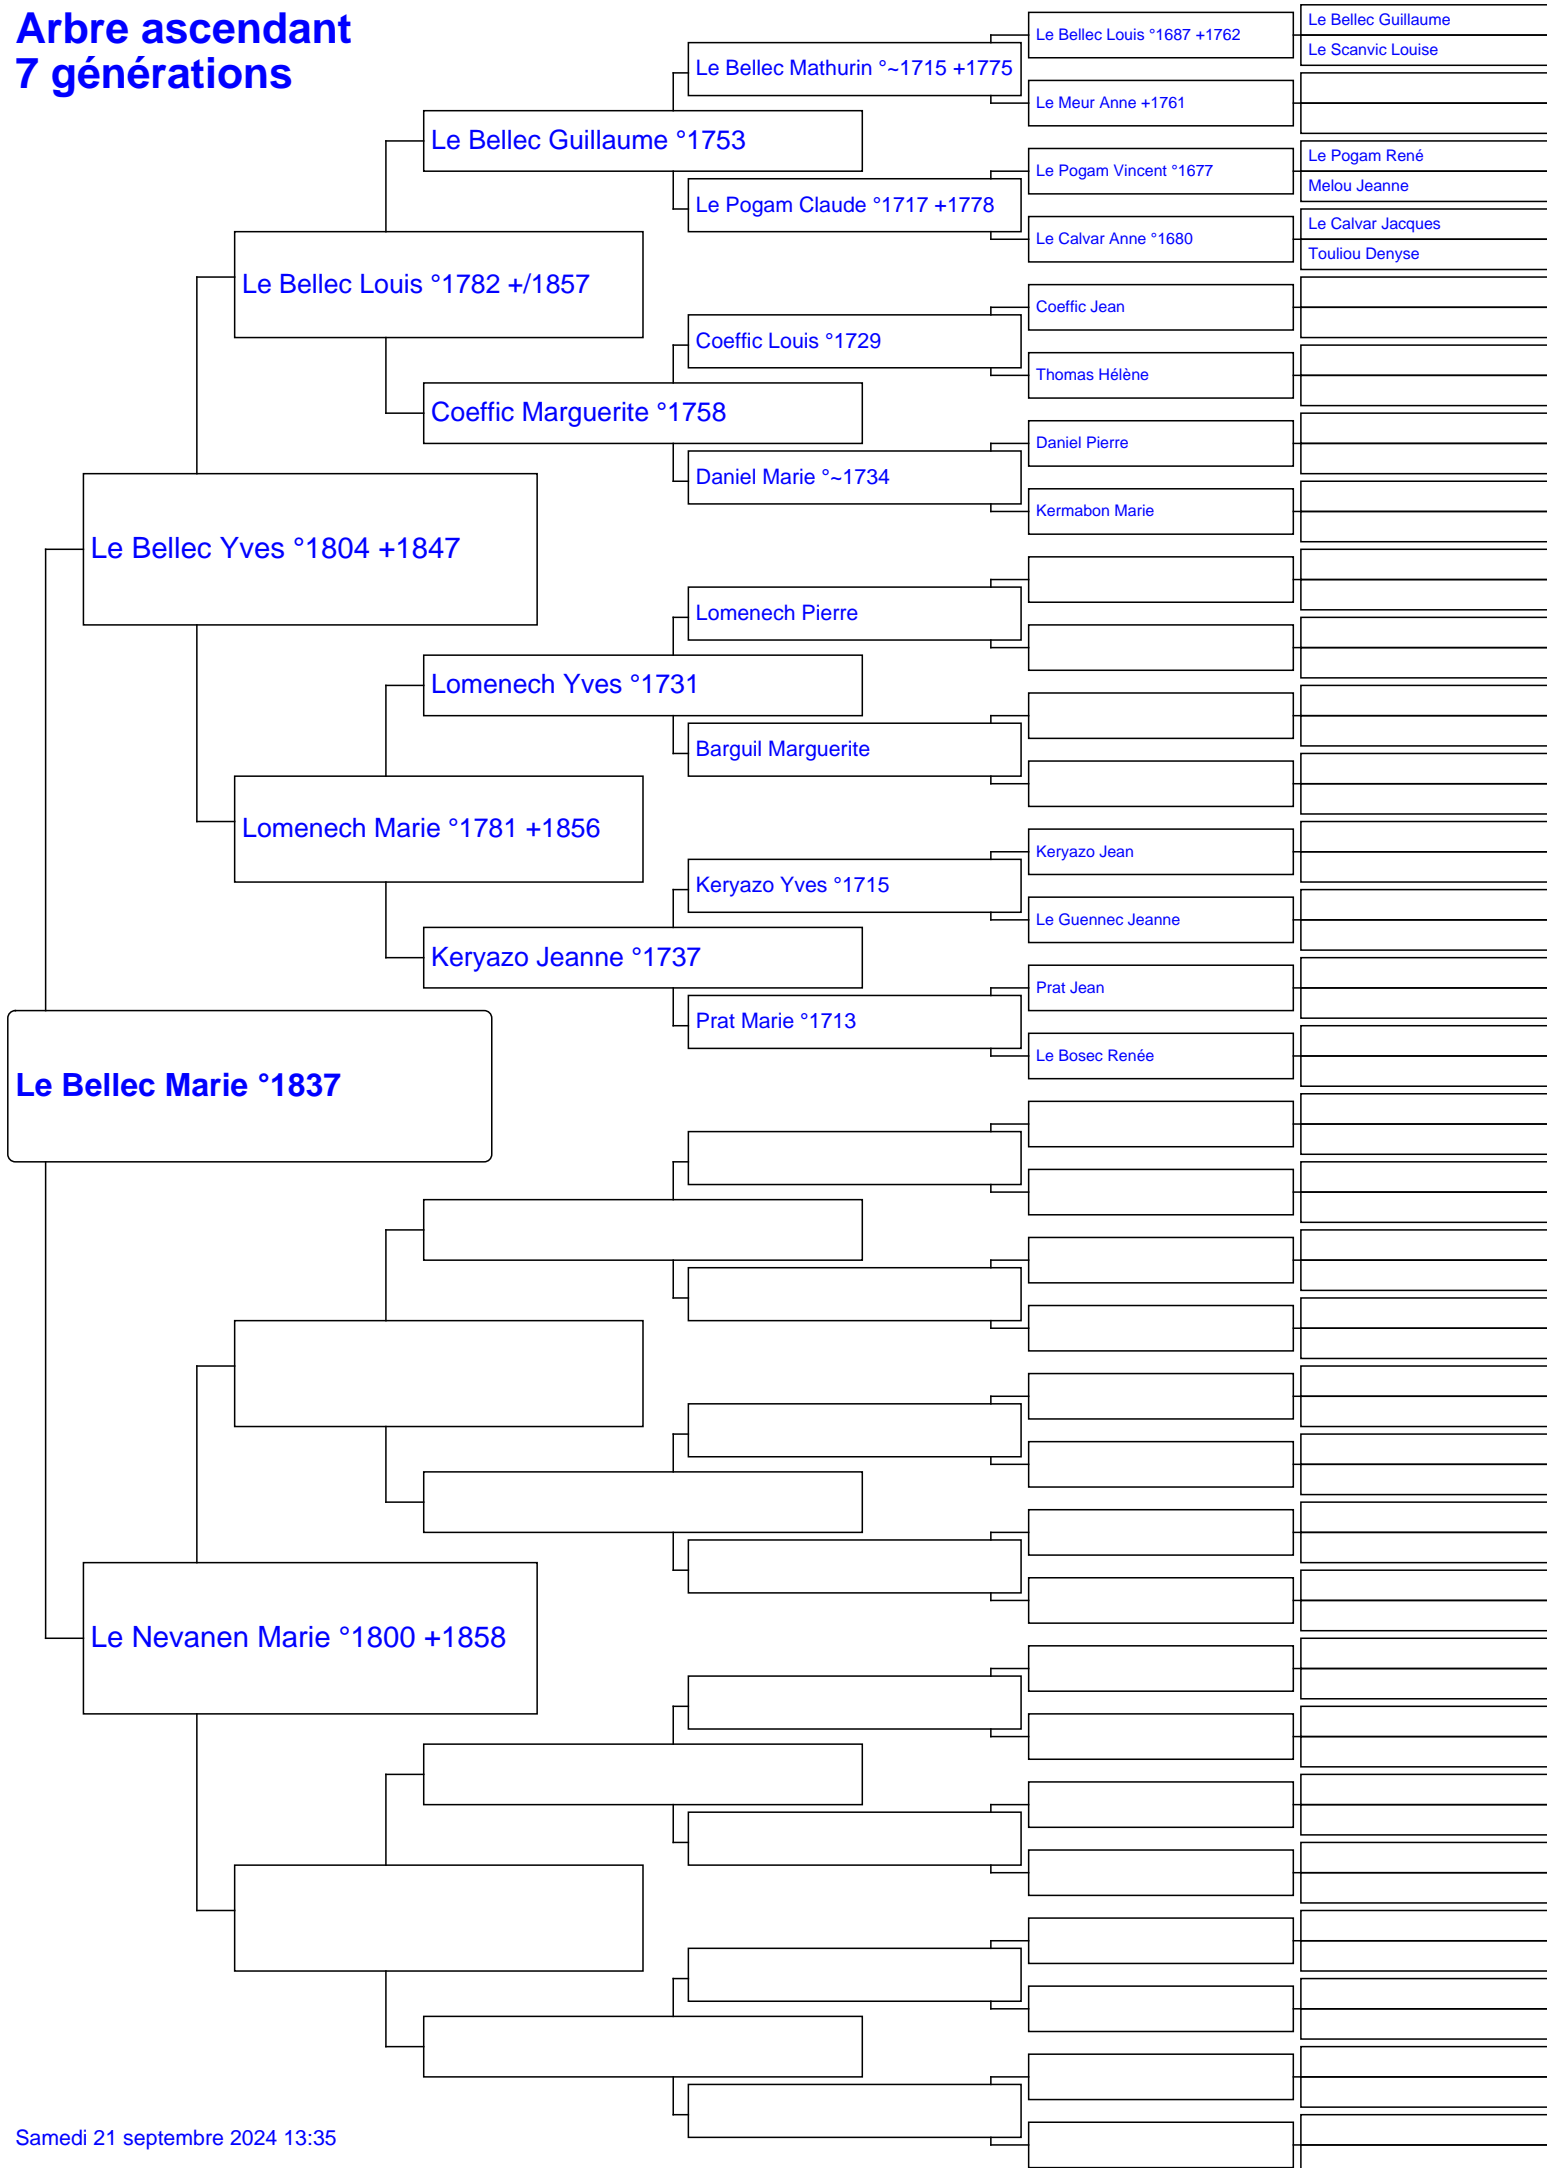 Arbre ascendant
7 générations
Le Bellec Guillaume
Le Bellec Louis °1687 +1762
Le Scanvic Louise
Le Bellec Mathurin °~1715 +1775
Le Meur Anne +1761
Le Bellec Guillaume °1753
Le Pogam René
Le Pogam Vincent °1677
Melou Jeanne
Le Pogam Claude °1717 +1778
Le Calvar Jacques
Le Calvar Anne °1680
Touliou Denyse
Le Bellec Louis °1782 +/1857
Coeffic Jean
Coeffic Louis °1729
Thomas Hélène
Coeffic Marguerite °1758
Daniel Pierre
Daniel Marie °~1734
Kermabon Marie
Le Bellec Yves °1804 +1847
Lomenech Pierre
Lomenech Yves °1731
Barguil Marguerite
Lomenech Marie °1781 +1856
Keryazo Jean
Keryazo Yves °1715
Le Guennec Jeanne
Keryazo Jeanne °1737
Prat Jean
Prat Marie °1713
Le Bosec Renée
Le Bellec Marie °1837
Le Nevanen Marie °1800 +1858
Samedi 21 septembre 2024 13:35